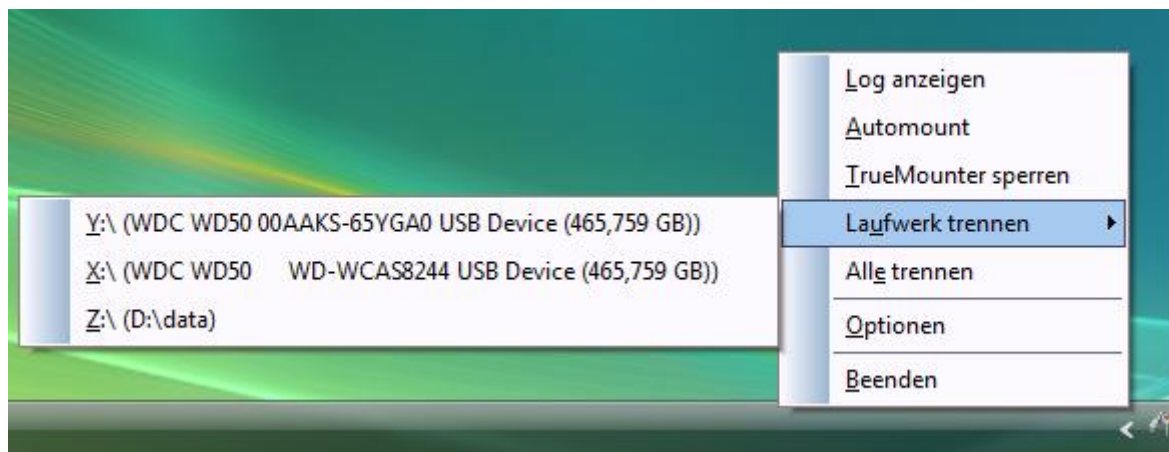 Log anzeigen
Automount
TrueMounter sperren
Laufwerk trennen
Alle trennen
Optionen
Beenden
Y:\ (WDC WD50 00AAKS-65YGA0 USB Device (465,759 GB))
X:\ (WDC WD50      WD-WCAS8244 USB Device (465,759 GB))
Z:\ (D:\data)